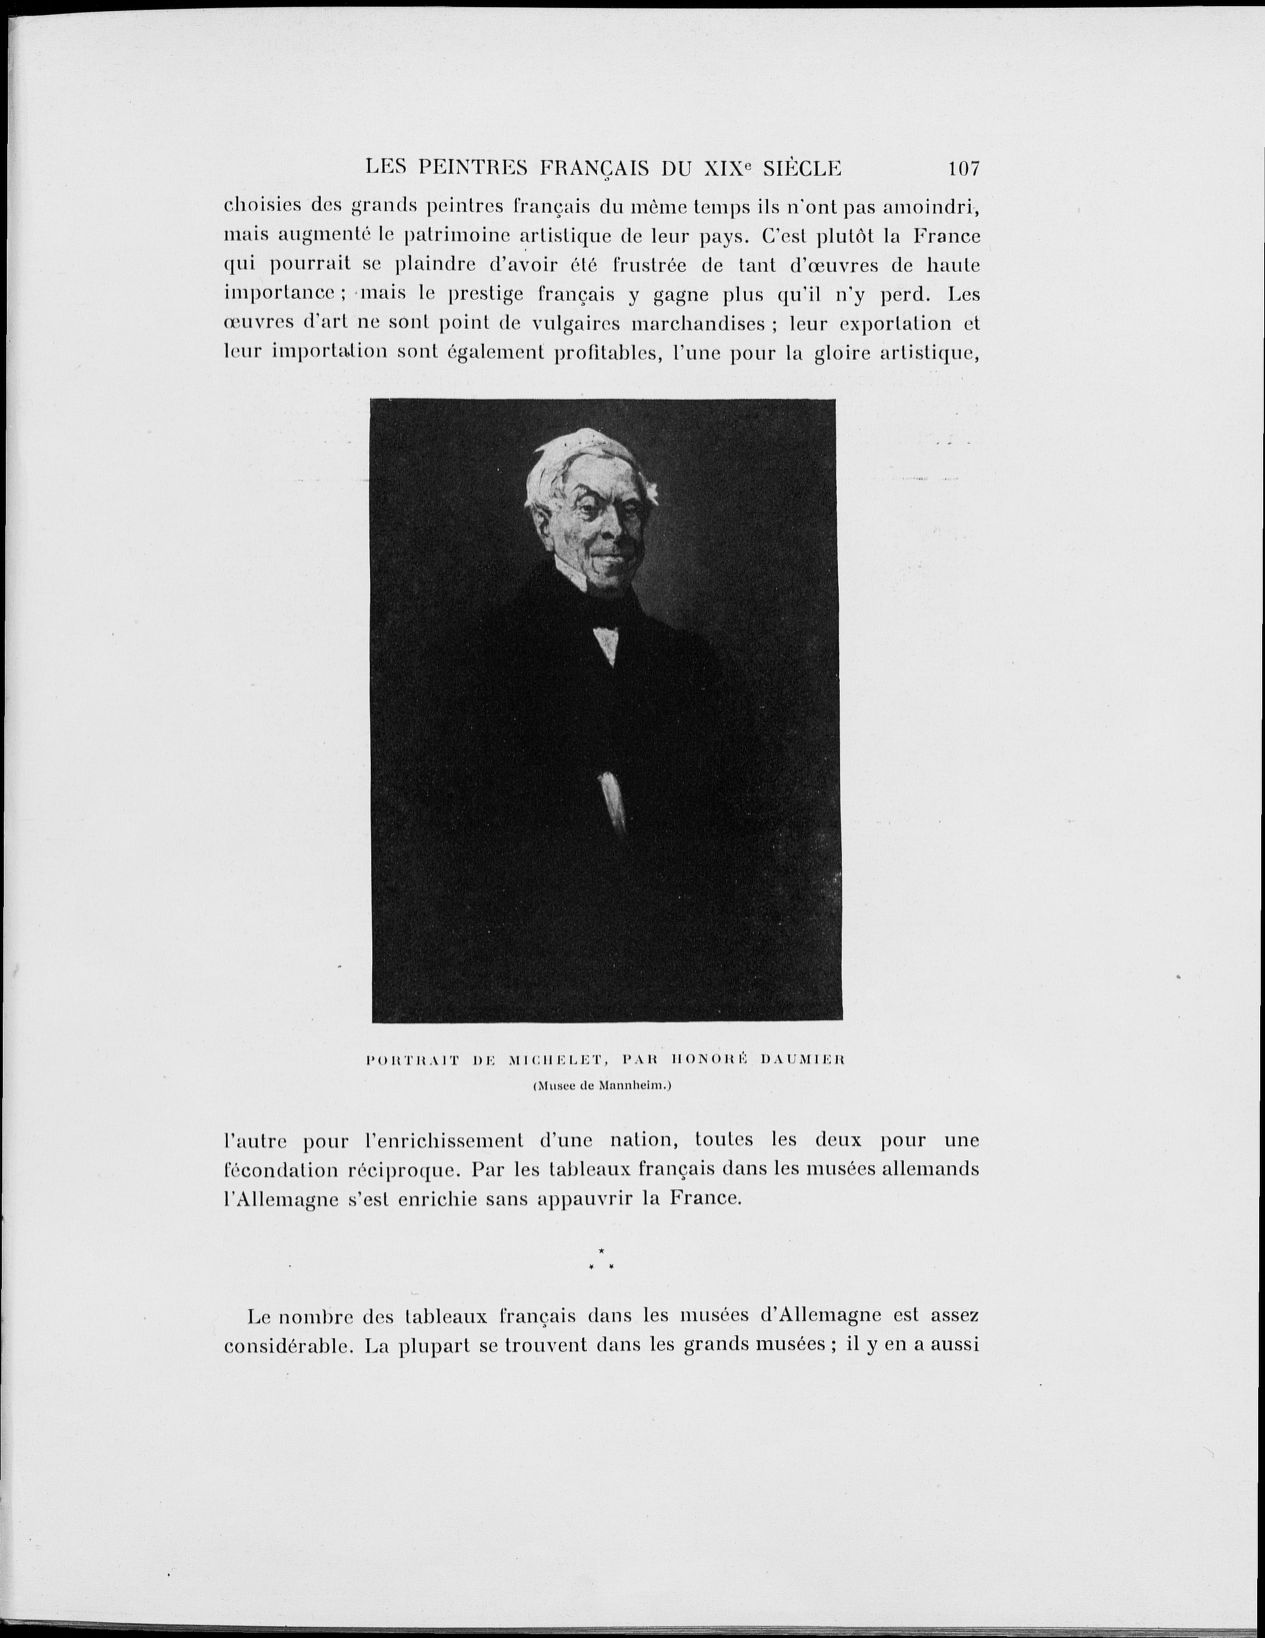 LES PEINTRES FRANÇAIS DU XIXe SIÈCLE 107
choisies des grands peintres français du même temps ils n'ont pas amoindri,
mais augmenté le patrimoine artistique de leur pays. C'est plutôt la France
qui pourrait se plaindre d'avoir été frustrée de tant d'œuvres de haute
importance ; mais le prestige français y gagne plus qu'il n'y perd. Les
œuvres d'art ne sont point de vulgaires marchandises ; leur exportation et
leur importation sont également profitables, l'une pour la gloire artistique,
PORTRAIT DE MICHELET, PAR HONORÉ DAUMIER
(Musee de Mannheim.)
l'autre pour l'enrichissement d'une nation, toutes les deux pour une
fécondation réciproque. Par les tableaux français dans les musées allemands
l'Allemagne s'est enrichie sans appauvrir la France.
Le nombre des tableaux français dans les musées d'Allemagne est assez
considérable. La plupart se trouvent dans les grands musées ; il y en a aussi